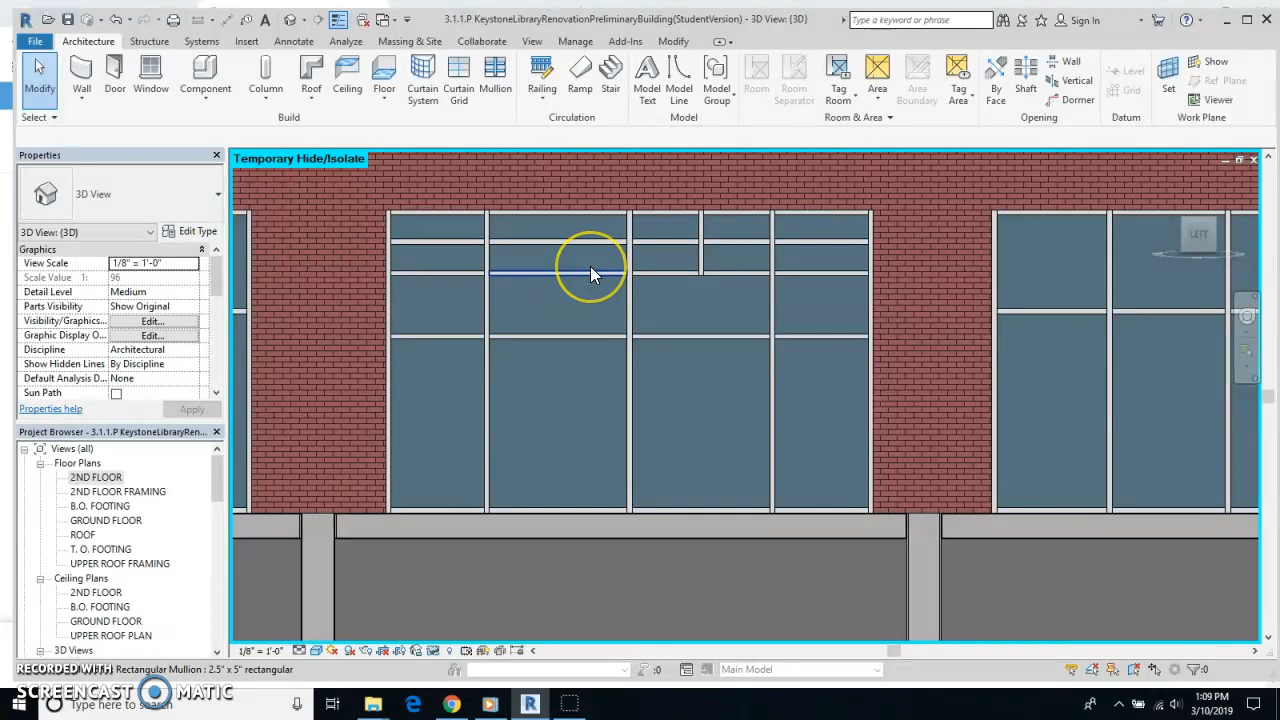 3.1.1.P KeystoneLibraryRenovationPreliminaryBuilding(StudentVersion) - 3D View: {3D}
Type a keyword or phrase
Sign In
File Architecture Structure Systems Insert Annotate Analyze Massing & Site Collaborate View Manage Add-Ins Modify
Modify Wall Door Window Component Column Roof Ceiling Floor Curtain System Curtain Grid Mullion Railing Ramp Stair Model Text Model Line Model Group Room Room Separator Tag Room Area Area Boundary Tag Area By Face Shaft Wall Vertical Dormer Level Grid Set Show Ref Plane Viewer
Select Build Circulation Model Room & Area Opening Datum Work Plane
Properties
Temporary Hide/Isolate
3D View
3D View: {3D}
Edit Type
LEFT
Graphics
View Scale 1/8" = 1'-0"
Scale Value 1: 96
Detail Level Medium
Parts Visibility Show Original
Visibility/Graphics... Edit...
Graphic Display O... Edit...
Discipline Architectural
Show Hidden Lines By Discipline
Default Analysis D... None
Sun Path
Properties help
Apply
Project Browser - 3.1.1.P KeystoneLibraryRen...
Views (all)
Floor Plans
2ND FLOOR
2ND FLOOR FRAMING
B.O. FOOTING
GROUND FLOOR
ROOF
T. O. FOOTING
UPPER ROOF FRAMING
Ceiling Plans
2ND FLOOR
B.O. FOOTING
GROUND FLOOR
UPPER ROOF PLAN
3D Views
1/8" = 1'-0"
RECORDED WITH
Rectangular Mullion : 2.5" x 5" rectangular
:0
Main Model
:0
SCREENCAST MATIC
Type here to search
1:09 PM
3/10/2019